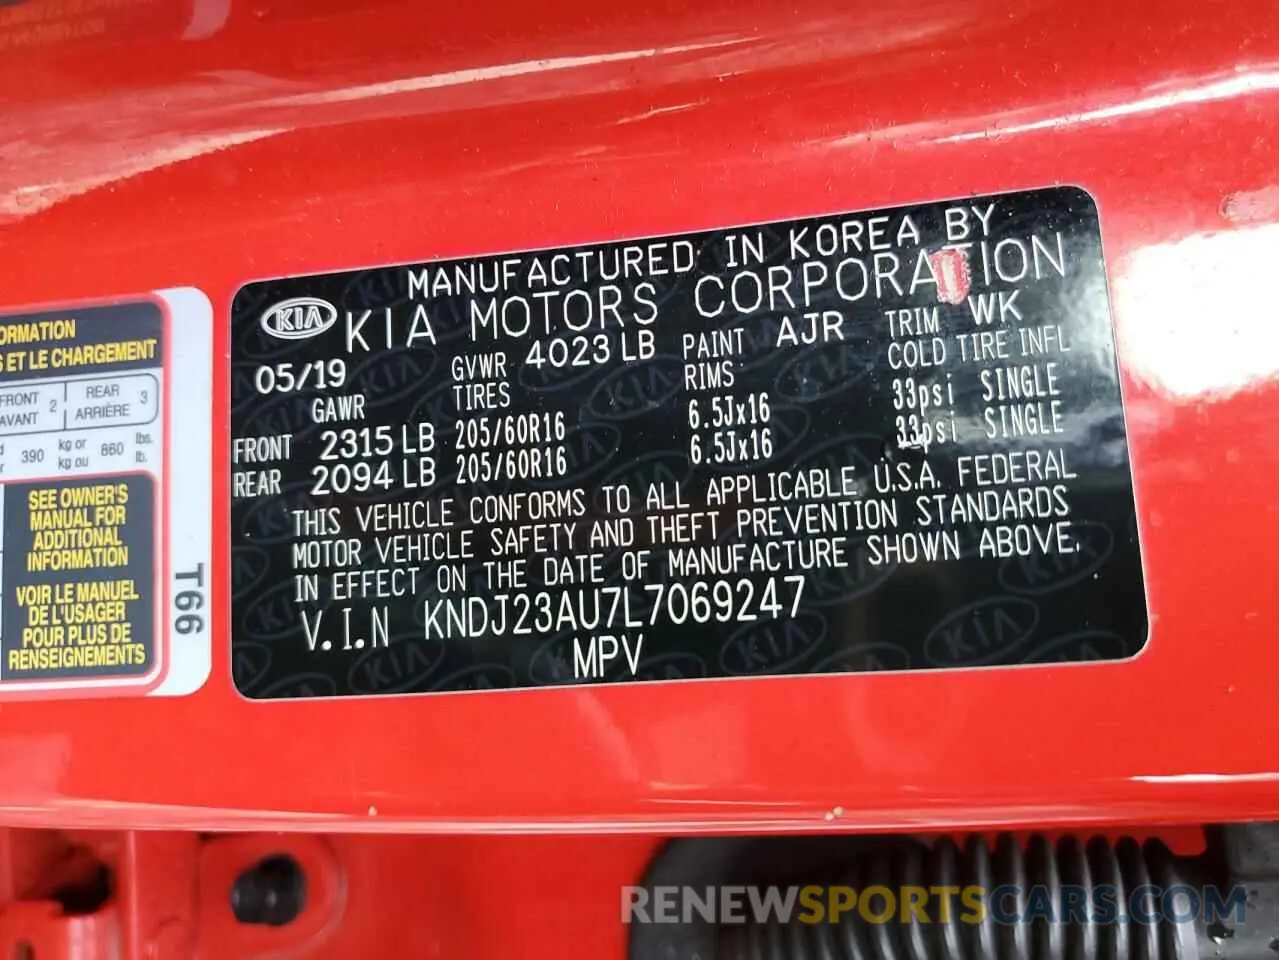 MANUFACTURED IN KOREA BY
KIA
KIA MOTORS CORPORATION
05/19 GVWR 4023 LB PAINT AJR TRIM WK
GAWR TIRES RIMS COLD TIRE INFL
FRONT 2315 LB 205/60R16 6.5Jx16 33psi SINGLE
REAR 2094 LB 205/60R16 6.5Jx16 33psi SINGLE
THIS VEHICLE CONFORMS TO ALL APPLICABLE U.S.A. FEDERAL
MOTOR VEHICLE SAFETY AND THEFT PREVENTION STANDARDS
IN EFFECT ON THE DATE OF MANUFACTURE SHOWN ABOVE.
V.I.N KNDJ23AU7L7069247
MPV
ORMATION
ET LE CHARGEMENT
FRONT 2 REAR 3
AVANT ARRIÈRE
390 kg or 860 lbs.
kg ou lb.
SEE OWNER'S
MANUAL FOR
ADDITIONAL
INFORMATION
VOIR LE MANUEL
DE L'USAGER
POUR PLUS DE
RENSEIGNEMENTS
T66
RENEWSPORTSCARS.COM